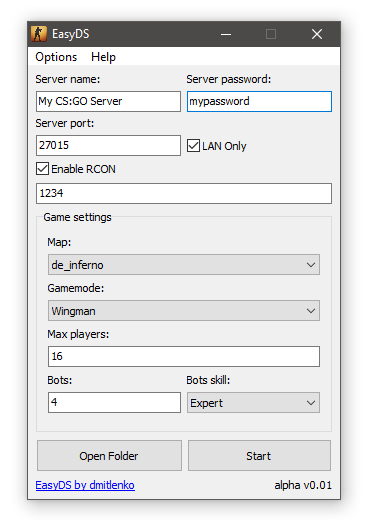 EasyDS
Options Help
Server name: Server password:
My CS:GO Server mypassword
Server port:
27015 LAN Only
Enable RCON
1234
Game settings
Map:
de_inferno
Gamemode:
Wingman
Max players:
16
Bots: Bots skill:
4 Expert
Open Folder Start
EasyDS by dmitlenko alpha v0.01